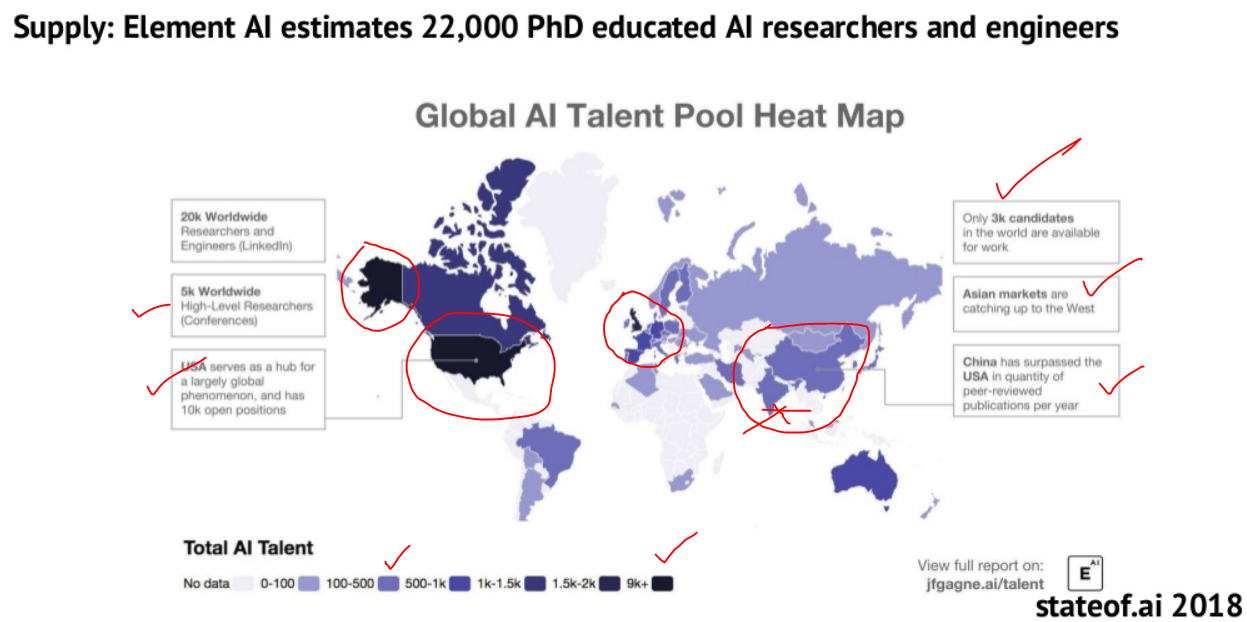 Supply: Element AI estimates 22,000 PhD educated AI researchers and engineers
Global AI Talent Pool Heat Map
20k Worldwide
Researchers and
Engineers (LinkedIn)
5k Worldwide
High-Level Researchers
(Conferences)
USA serves as a hub for
a largely global
phenomenon, and has
10k open positions
Only 3k candidates
in the world are available
for work
Asian markets are
catching up to the West
China has surpassed the
USA in quantity of
peer-reviewed
publications per year
Total AI Talent
No data 0-100 100-500 500-1k 1k-1.5k 1.5k-2k 9k+
View full report on:
jfgagne.ai/talent
E AI
stateof.ai 2018